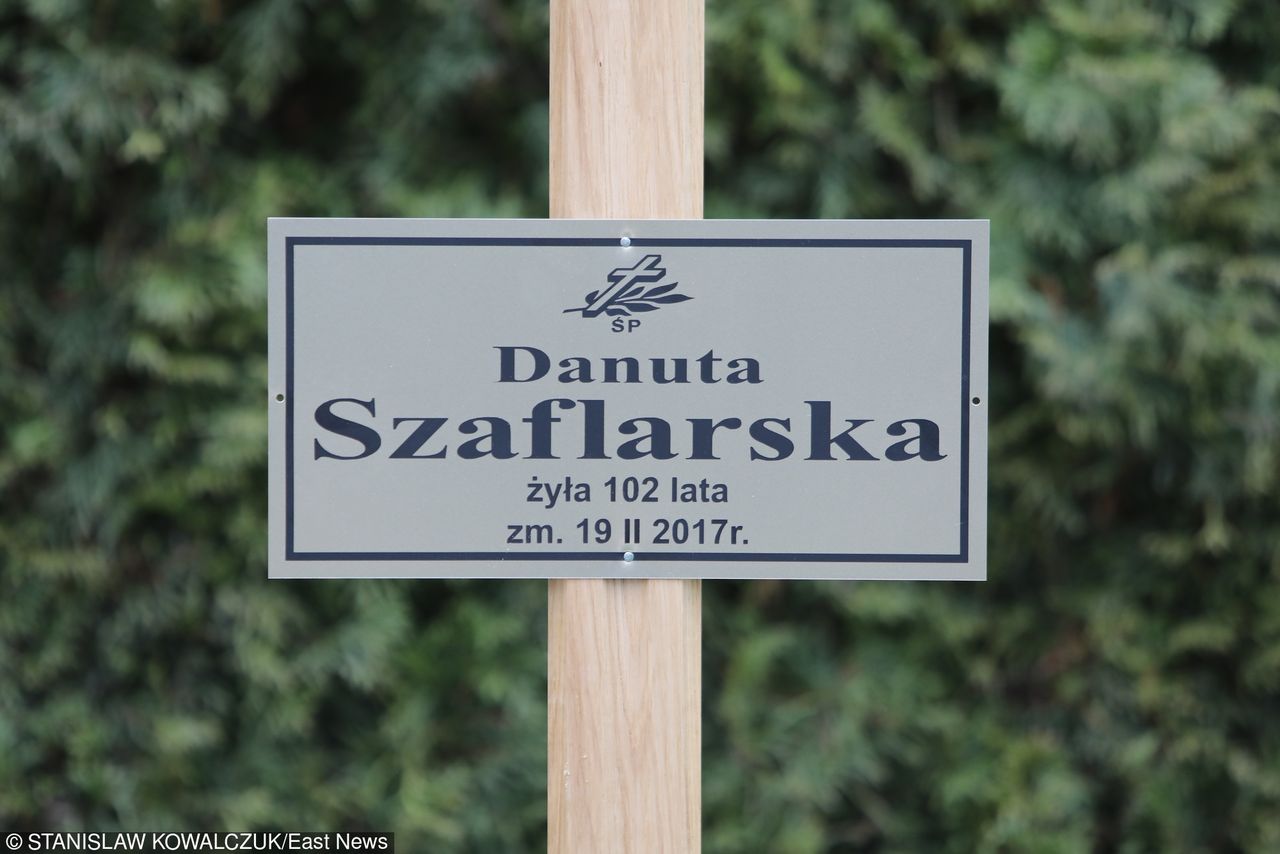 ŚP
Danuta
Szaflarska
żyła 102 lata
zm. 19 II 2017r.
© STANISLAW KOWALCZUK/East News